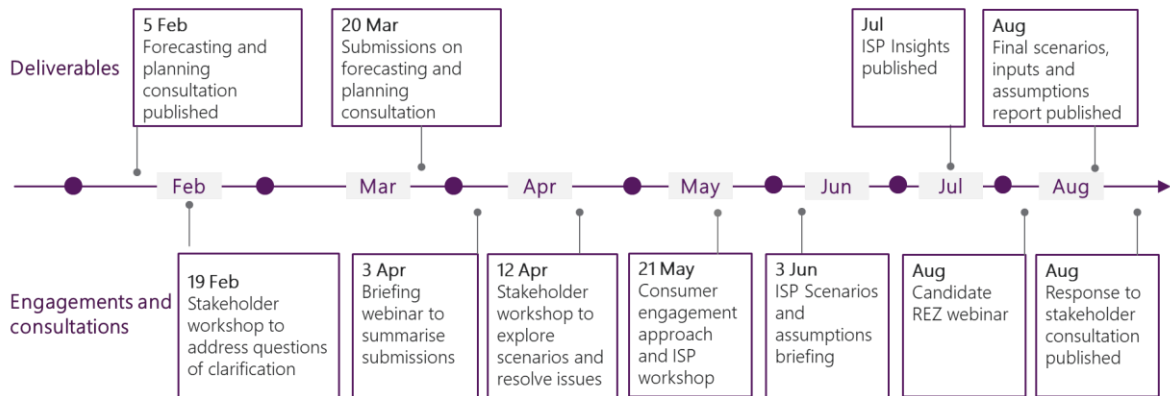 Deliverables
5 Feb
Forecasting and
planning
consultation
published
20 Mar
Submissions on
forecasting and
planning
consultation
Jul
ISP Insights
published
Aug
Final scenarios,
inputs and
assumptions
report published
Feb
Mar
Apr
May
Jun
Jul
Aug
Engagements and
consultations
19 Feb
Stakeholder
workshop to
address questions
of clarification
3 Apr
Briefing
webinar to
summarise
submissions
12 Apr
Stakeholder
workshop to
explore
scenarios and
resolve issues
21 May
Consumer
engagement
approach
and ISP
workshop
3 Jun
ISP Scenarios
and
assumptions
briefing
Aug
Candidate
REZ webinar
Aug
Response to
stakeholder
consultation
published